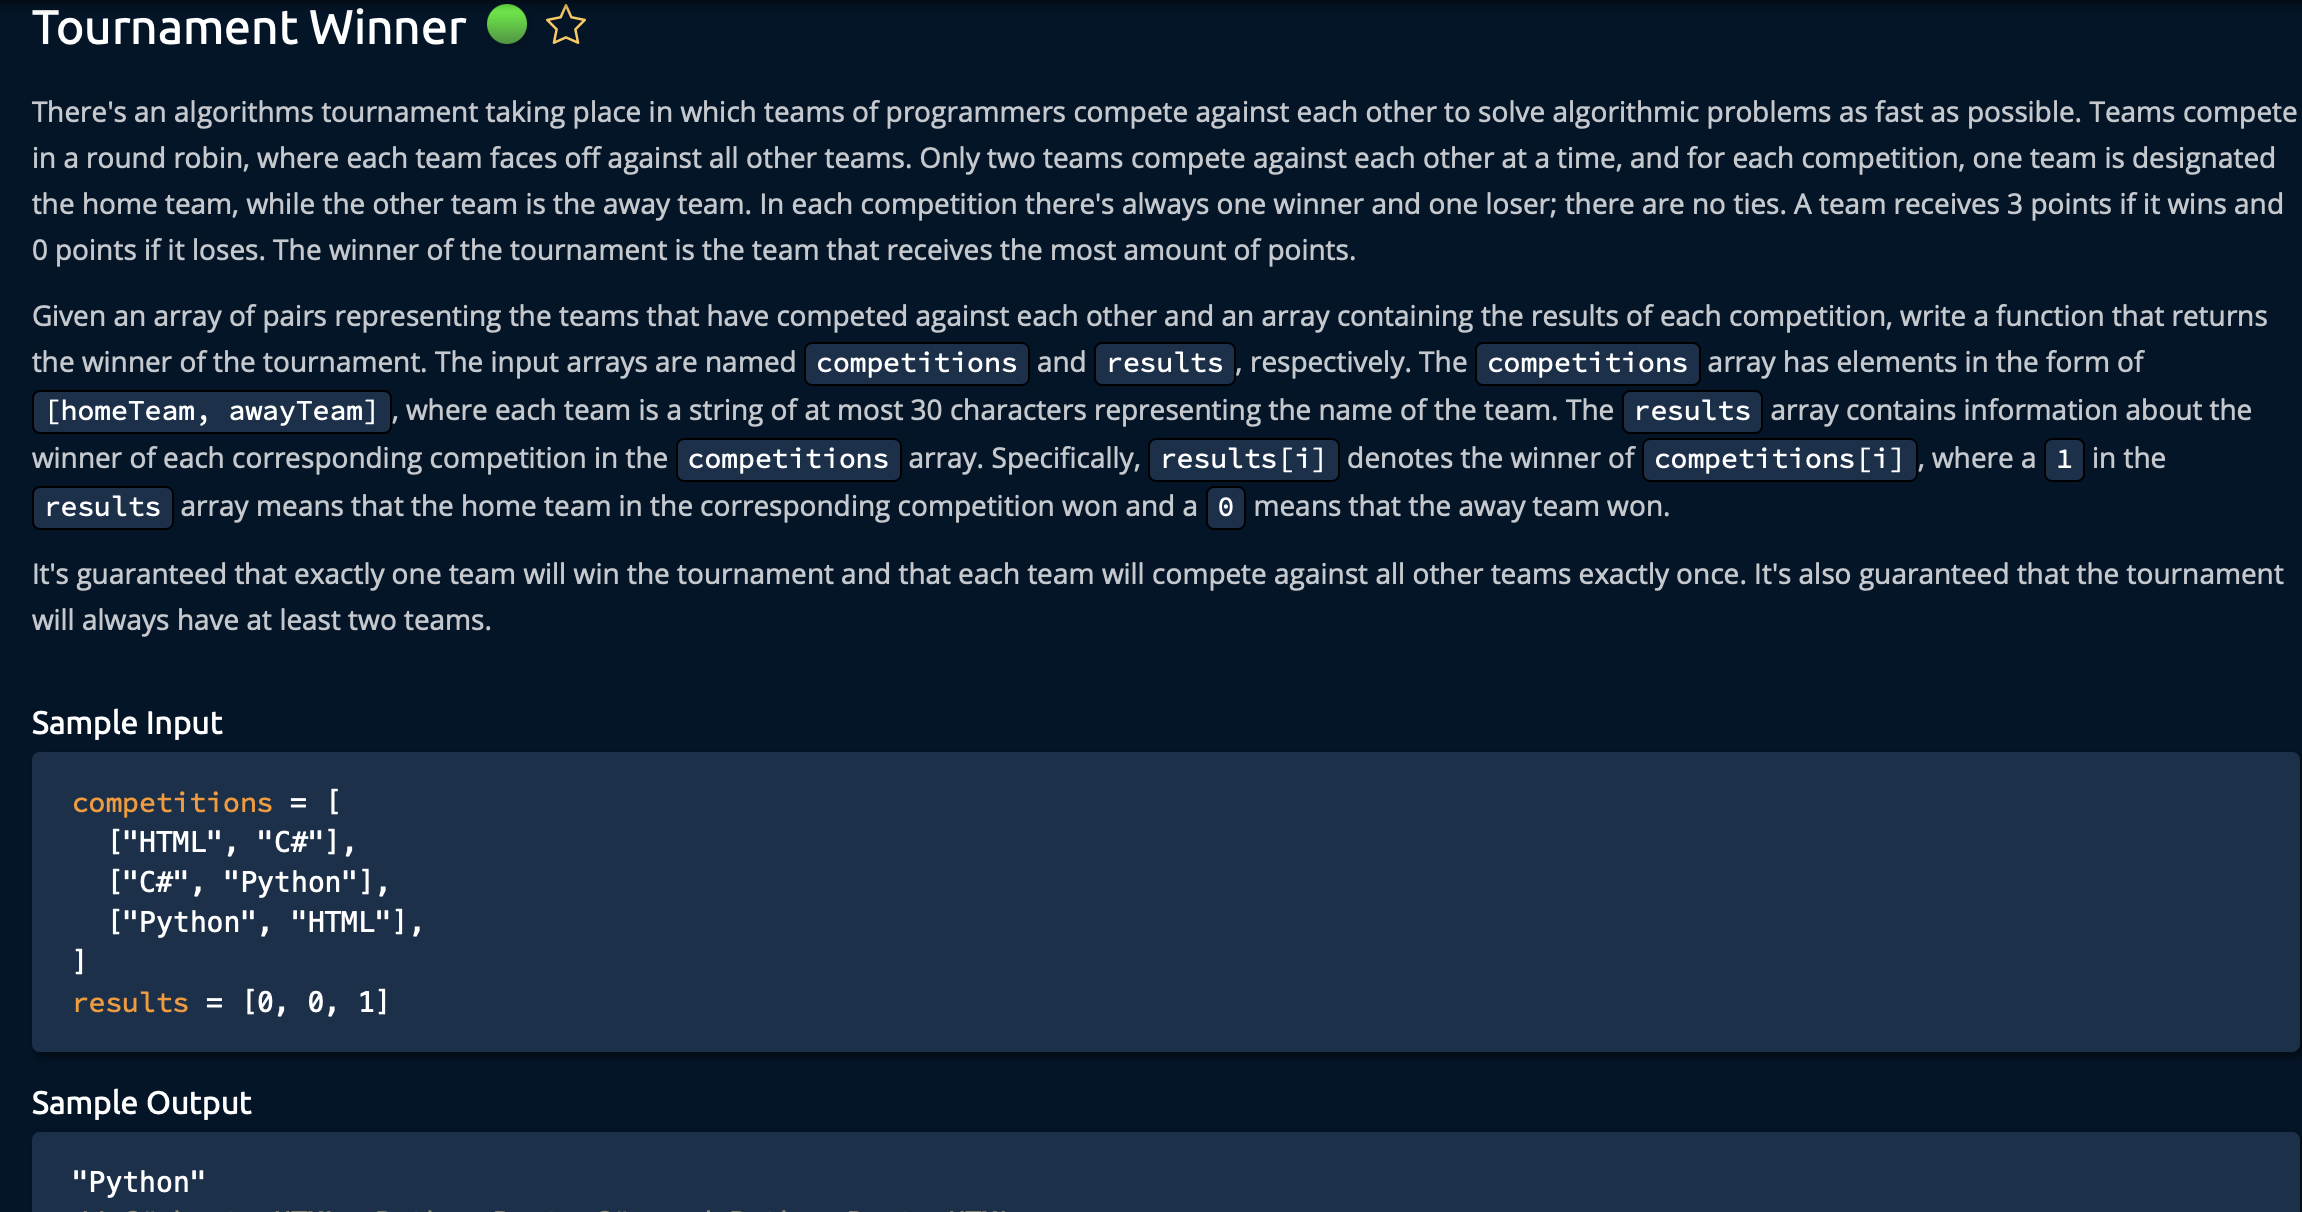 Tournament Winner
There's an algorithms tournament taking place in which teams of programmers compete against each other to solve algorithmic problems as fast as possible. Teams compete
in a round robin, where each team faces off against all other teams. Only two teams compete against each other at a time, and for each competition, one team is designated
the home team, while the other team is the away team. In each competition there's always one winner and one loser; there are no ties. A team receives 3 points if it wins and
0 points if it loses. The winner of the tournament is the team that receives the most amount of points.
Given an array of pairs representing the teams that have competed against each other and an array containing the results of each competition, write a function that returns
the winner of the tournament. The input arrays are named competitions and results, respectively. The competitions array has elements in the form of
[homeTeam, awayTeam], where each team is a string of at most 30 characters representing the name of the team. The results array contains information about the
winner of each corresponding competition in the competitions array. Specifically, results[i] denotes the winner of competitions[i], where a 1 in the
results array means that the home team in the corresponding competition won and a 0 means that the away team won.
It's guaranteed that exactly one team will win the tournament and that each team will compete against all other teams exactly once. It's also guaranteed that the tournament
will always have at least two teams.
Sample Input
competitions = [
["HTML", "C#"],
["C#", "Python"],
["Python", "HTML"],
]
results = [0, 0, 1]
Sample Output
"Python"